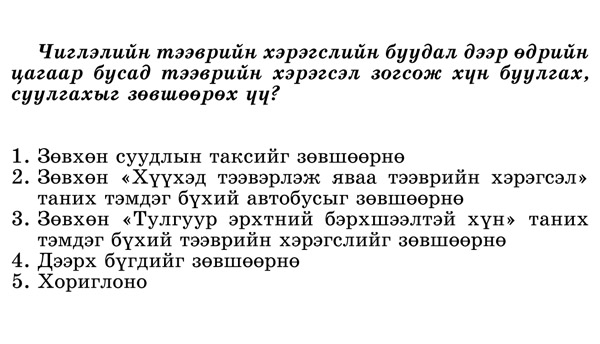 Чиглэлийн тээврийн хэрэгслийн буудал дээр өдрийн
цагаар бусад тээврийн хэрэгсэл зогсож хүн буулгах,
суулгахыг зөвшөөрөх үү?
1. Зөвхөн суудлын таксийг зөвшөөрнө
2. Зөвхөн «Хүүхэд тээвэрлэж яваа тээврийн хэрэгсэл»
таних тэмдэг бүхий автобусыг зөвшөөрнө
3. Зөвхөн «Тулгуур эрхтний бэрхшээлтэй хүн» таних
тэмдэг бүхий тээврийн хэрэгслийг зөвшөөрнө
4. Дээрх бүгдийг зөвшөөрнө
5. Хориглоно